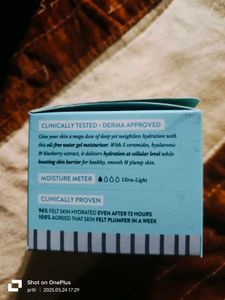 CLINICALLY TESTED • DERMA APPROVED
Give your skin a mega dose of deep yet weightless hydration with
this oil-free water gel moisturizer. With 5 ceramides, hyaluronic
& blueberry extract, it delivers hydration at cellular level while
boosting skin barrier for healthy, smooth & plump skin.
MOISTURE METER
Ultra-Light
CLINICALLY PROVEN
96% FELT SKIN HYDRATED EVEN AFTER 72 HOURS
100% AGREED THAT SKIN FELT PLUMPER IN A WEEK
Shot on OnePlus
priti | 2025.05.24 17:29